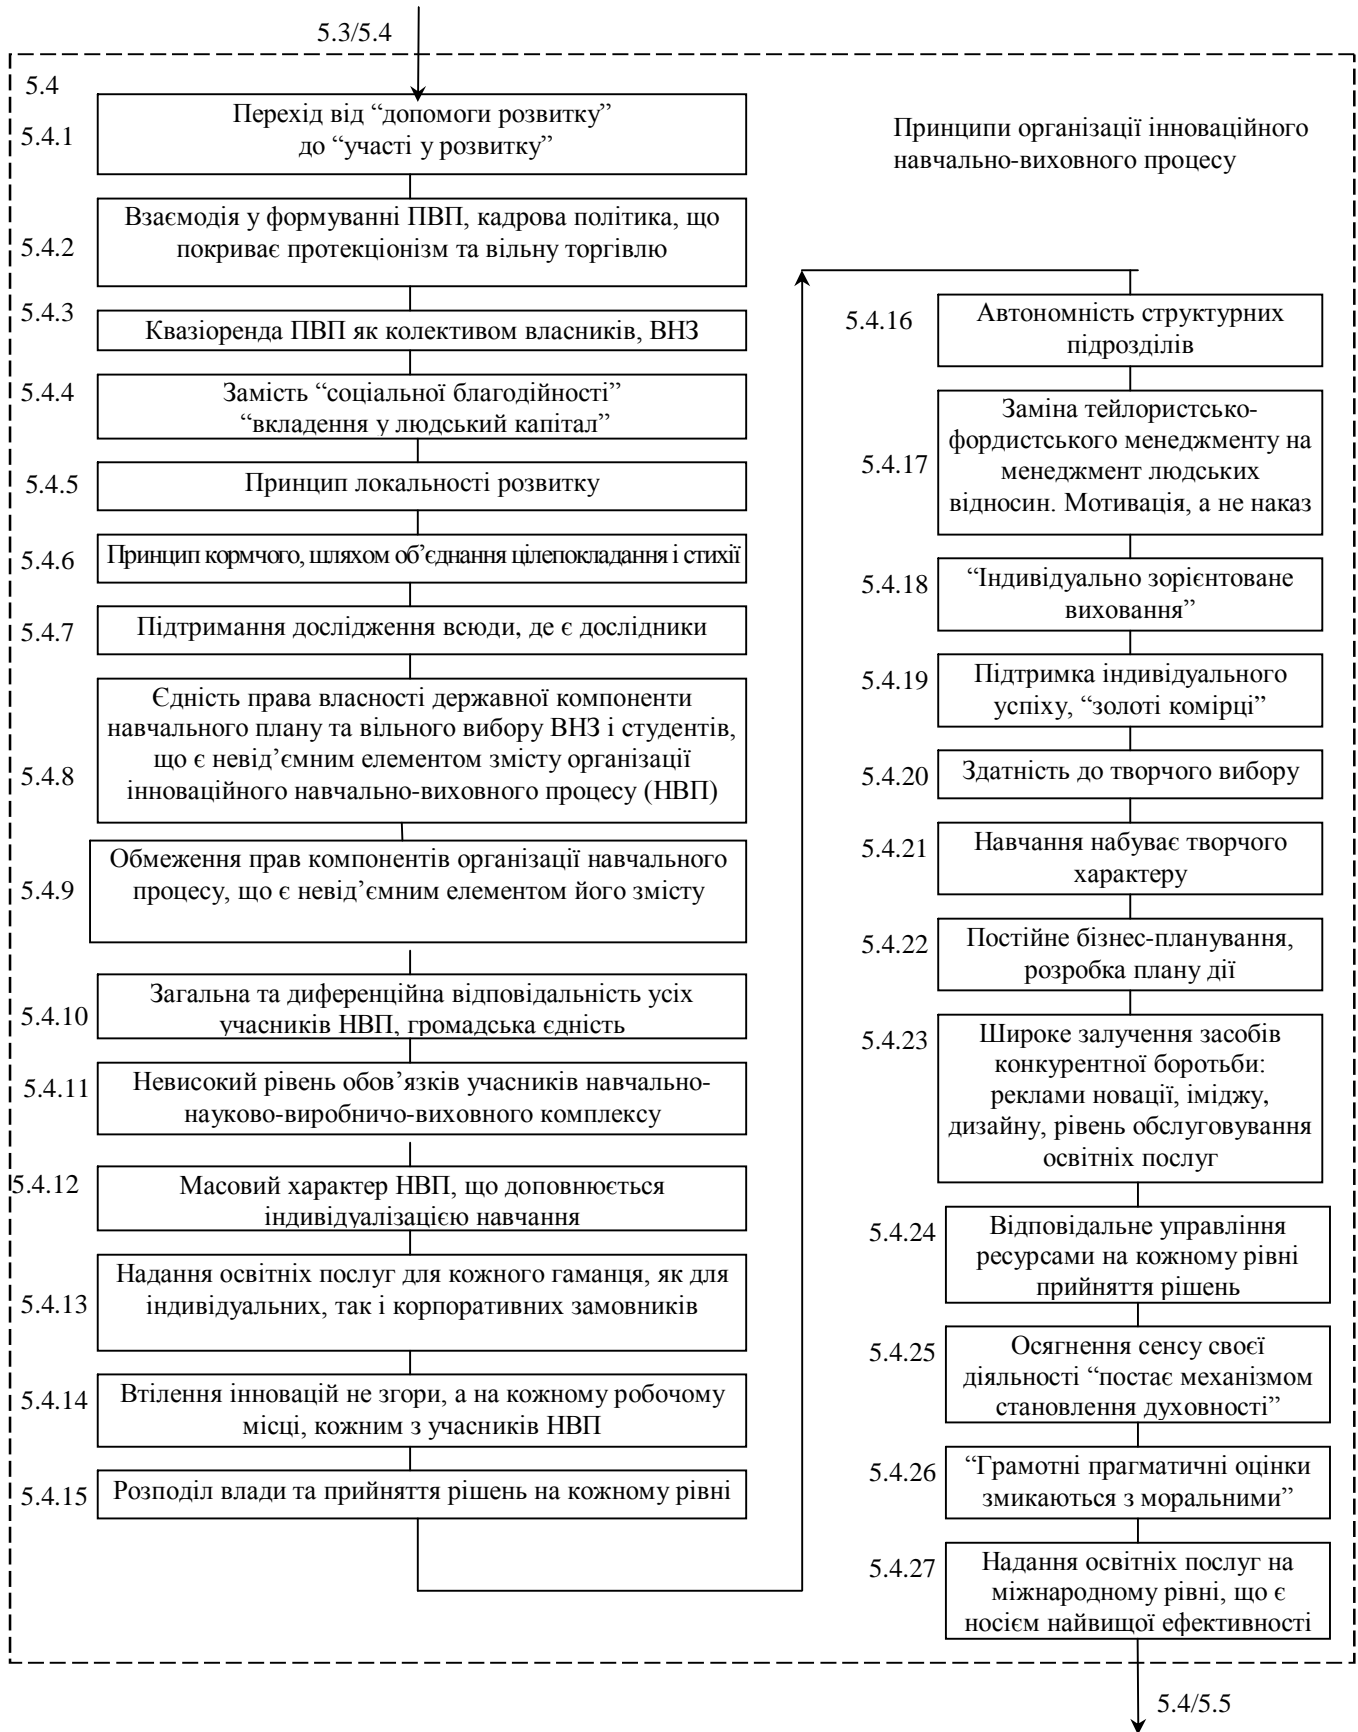 5.3/5.4
5.4
5.4.1
Перехід від “допомоги розвитку”
до “участі у розвитку”
Принципи організації інноваційного
навчально-виховного процесу
5.4.2
Взаємодія у формуванні ПВП, кадрова політика, що
покриває протекціонізм та вільну торгівлю
5.4.3
Квазіоренда ПВП як колективом власників, ВНЗ
5.4.4
Замість “соціальної благодійності”
“вкладення у людський капітал”
5.4.5
Принцип локальності розвитку
5.4.6
Принцип кормчого, шляхом об’єднання цілепокладання і стихії
5.4.7
Підтримання дослідження всюди, де є дослідники
5.4.8
Єдність права власності державної компоненти
навчального плану та вільного вибору ВНЗ і студентів,
що є невід’ємним елементом змісту організації
інноваційного навчально-виховного процесу (НВП)
5.4.9
Обмеження прав компонентів організації навчального
процесу, що є невід’ємним елементом його змісту
5.4.10
Загальна та диференційна відповідальність усіх
учасників НВП, громадська єдність
5.4.11
Невисокий рівень обов’язків учасників навчально-
науково-виробничо-виховного комплексу
5.4.12
Масовий характер НВП, що доповнюється
індивідуалізацією навчання
5.4.13
Надання освітніх послуг для кожного гаманця, як для
індивідуальних, так і корпоративних замовників
5.4.14
Втілення інновацій не згори, а на кожному робочому
місці, кожним з учасників НВП
5.4.15
Розподіл влади та прийняття рішень на кожному рівні
5.4.16
Автономність структурних
підрозділів
5.4.17
Заміна тейлористсько-
фордистського менеджменту на
менеджмент людських
відносин. Мотивація, а не наказ
5.4.18
“Індивідуально зорієнтоване
виховання”
5.4.19
Підтримка індивідуального
успіху, “золоті комірці”
5.4.20
Здатність до творчого вибору
5.4.21
Навчання набуває творчого
характеру
5.4.22
Постійне бізнес-планування,
розробка плану дії
5.4.23
Широке залучення засобів
конкурентної боротьби:
реклами новації, іміджу,
дизайну, рівень обслуговування
освітніх послуг
5.4.24
Відповідальне управління
ресурсами на кожному рівні
прийняття рішень
5.4.25
Осягнення сенсу своєї
діяльності “постає механізмом
становлення духовності”
5.4.26
“Грамотні прагматичні оцінки
змикаються з моральними”
5.4.27
Надання освітніх послуг на
міжнародному рівні, що є
носієм найвищої ефективності
5.4/5.5